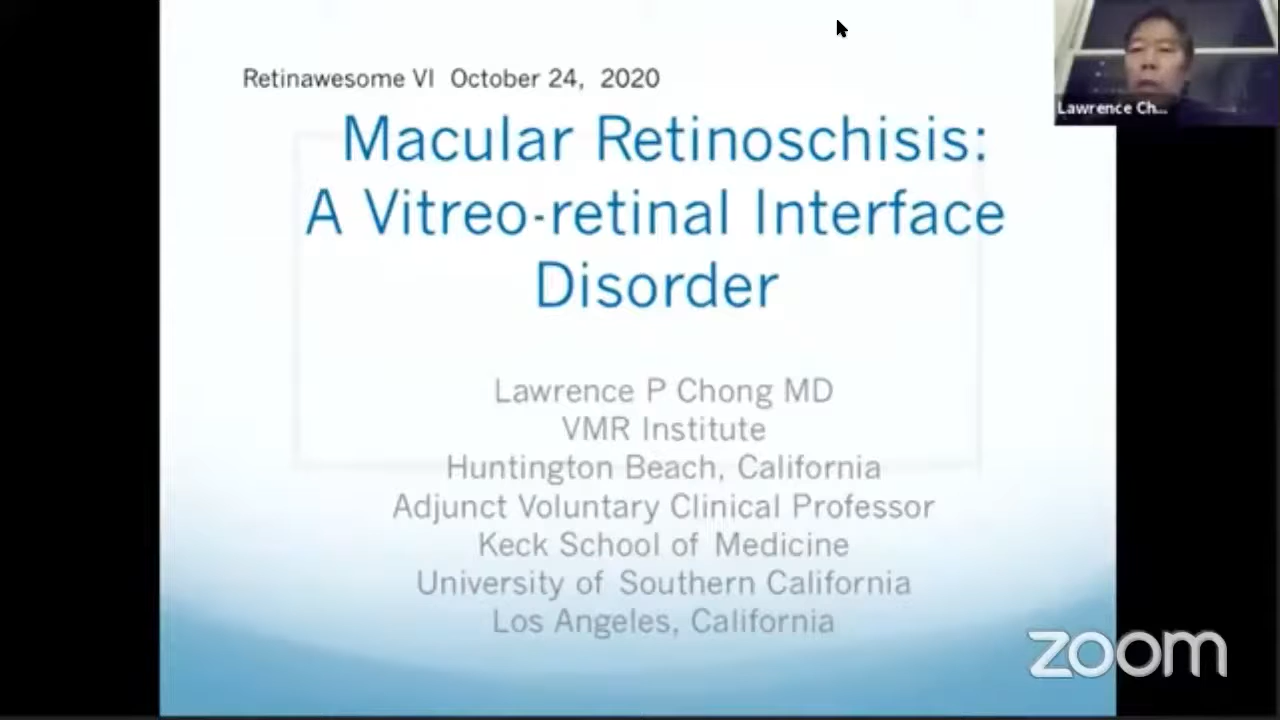 Retinawesome VI October 24, 2020
Macular Retinoschisis:
A Vitreo-retinal Interface
Disorder
Lawrence P Chong MD
VMR Institute
Huntington Beach, California
Adjunct Voluntary Clinical Professor
Keck School of Medicine
University of Southern California
Los Angeles, California
Lawrence Ch...
zoom